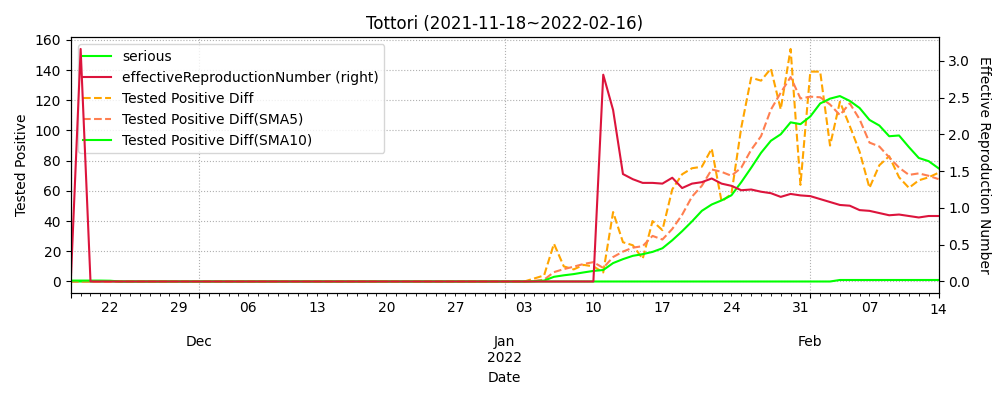 Tottori (2021-11-18~2022-02-16)
serious
effectiveReproductionNumber (right)
Tested Positive Diff
Tested Positive Diff(SMA5)
Tested Positive Diff(SMA10)
Tested Positive
160
140
120
100
80
60
40
20
0
Effective Reproduction Number
3.0
2.5
2.0
1.5
1.0
0.5
0.0
22 29 06 13 20 27 03 10 17 24 31 07 14
Dec Jan Feb
2022
Date